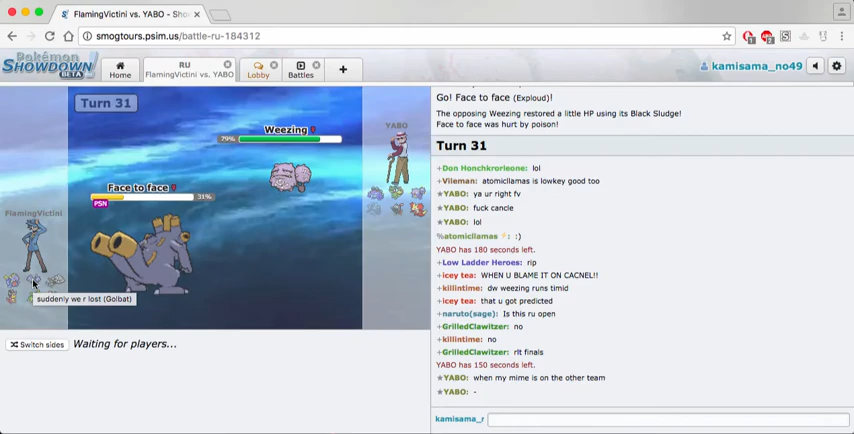 FlamingVictini vs. YABO - Sho
smogtours.psim.us/battle-ru-184312
Pokémon
SHOWDOWN!
BETA
Home
RU
FlamingVictini vs. YABO
Lobby
Battles
kamisama_no49
Turn 31
Weezing
79%
YABO
Face to face
31%
PSN
FlamingVictini
suddenly we r lost (Golbat)
Switch sides
Waiting for players...
Go! Face to face (Exploud)!
The opposing Weezing restored a little HP using its Black Sludge!
Face to face was hurt by poison!
Turn 31
+Don Honchkrorleone: lol
+Vileman: atomicllamas is lowkey good too
★YABO: ya ur right fv
★YABO: fuck cancle
★YABO: lol
%atomicllamas ⚡: :)
YABO has 180 seconds left.
+Low Ladder Heroes: rip
+icey tea: WHEN U BLAME IT ON CACNEL!!
+killintime: dw weezing runs timid
+icey tea: that u got predicted
+naruto(sage): Is this ru open
+GrilledClawitzer: no
+killintime: no
+GrilledClawitzer: rlt finals
YABO has 150 seconds left.
★YABO: when my mime is on the other team
★YABO: -
kamisama_r